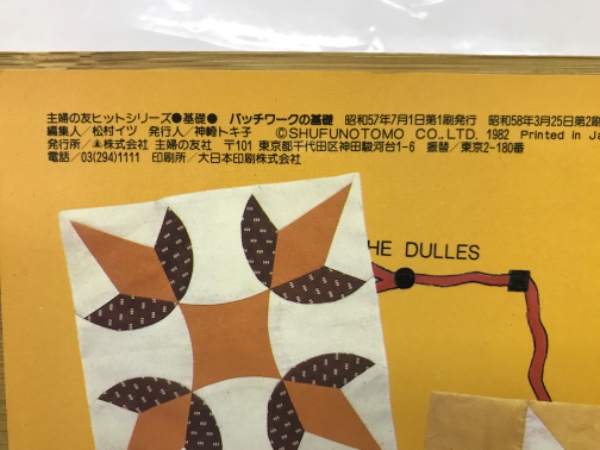 主婦の友ヒットシリーズ●基礎● パッチワークの基礎 昭和57年7月1日第1刷発行 昭和58年3月25日第2刷
編集人/松村イツ 発行人/神峰トキ子 ©SHUFUNOTOMO CO.,LTD. 1982 Printed in Ja
発行所/株式会社 主婦の友社 〒101 東京都千代田区神田駿河台1-6 振替/東京2-180番
電話/03(294)1111 印刷所/大日本印刷株式会社
HE DULLES